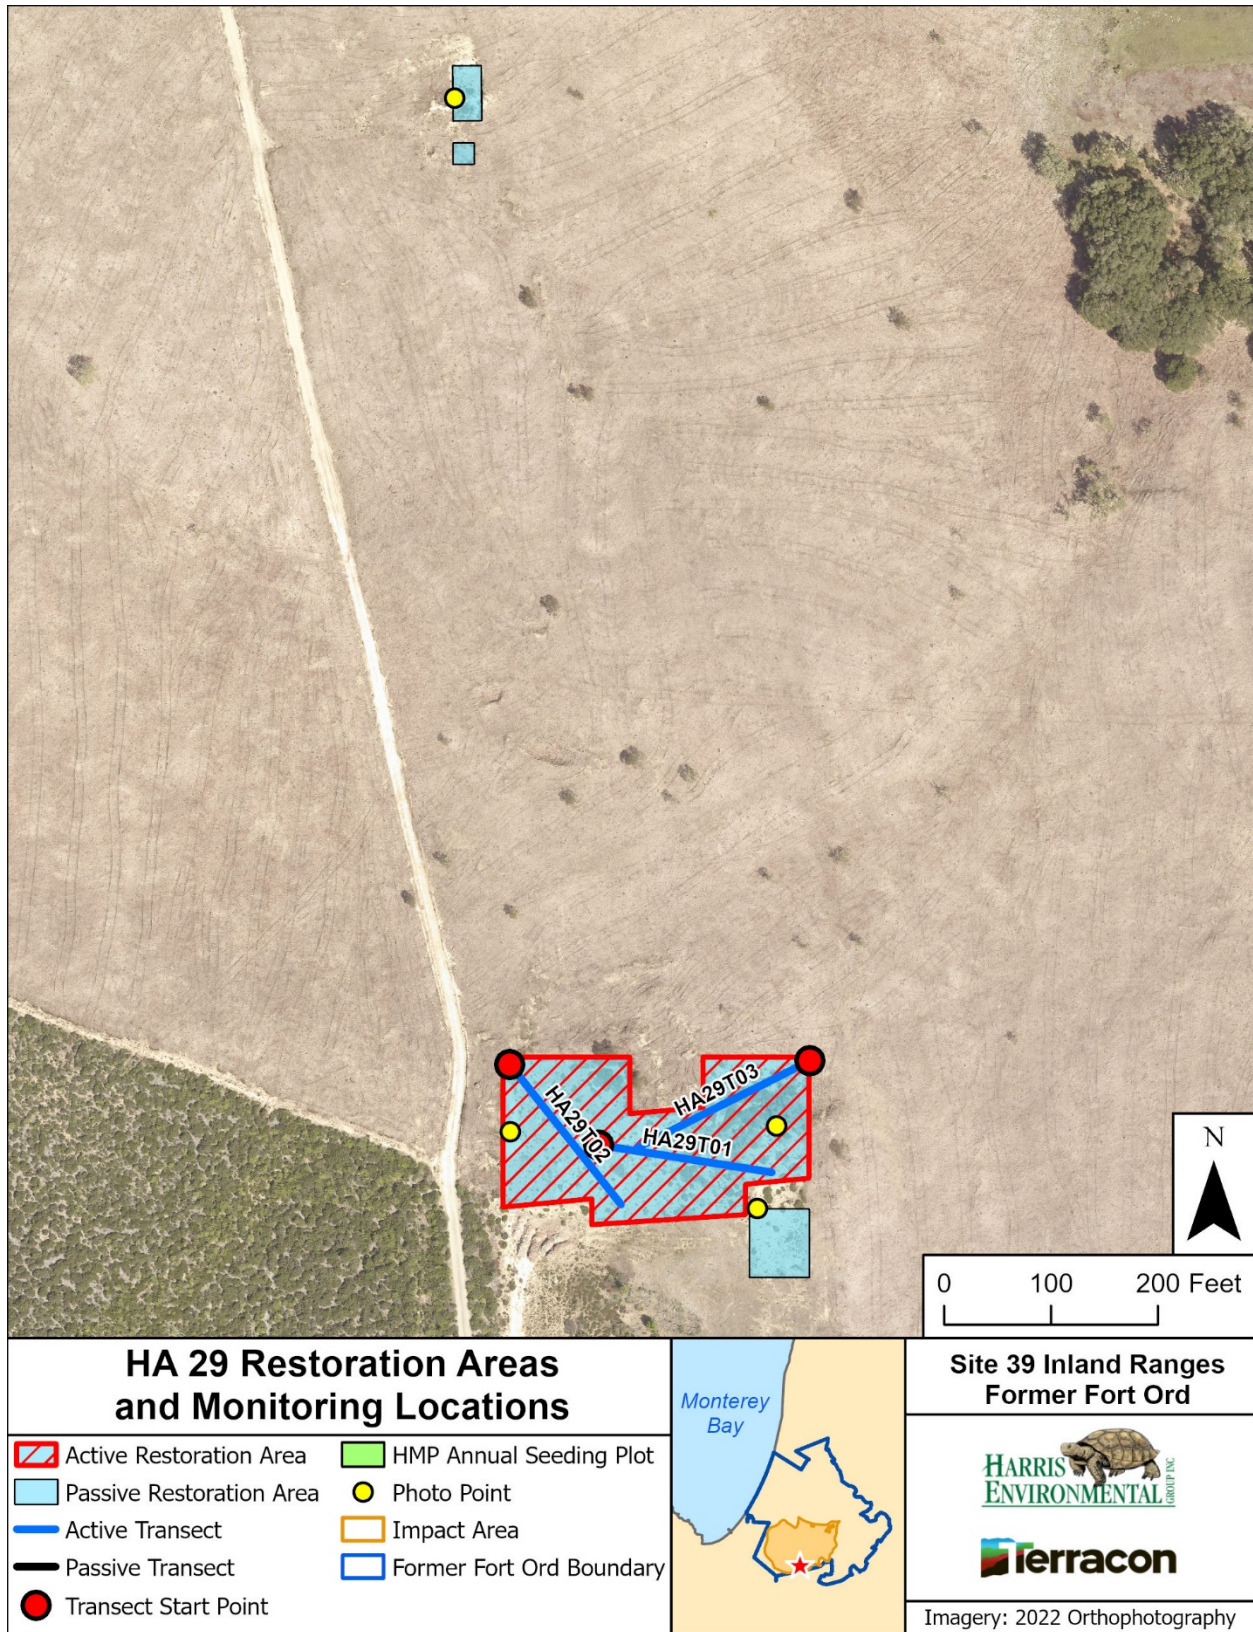 HA29T03
HA29T02
HA29T01
N
0 100 200 Feet
HA 29 Restoration Areas
and Monitoring Locations
Active Restoration Area
Passive Restoration Area
Active Transect
Passive Transect
Transect Start Point
HMP Annual Seeding Plot
Photo Point
Impact Area
Former Fort Ord Boundary
Monterey
Bay
Site 39 Inland Ranges
Former Fort Ord
HARRIS
ENVIRONMENTAL
GROUP INC
Terracon
Imagery: 2022 Orthophotography